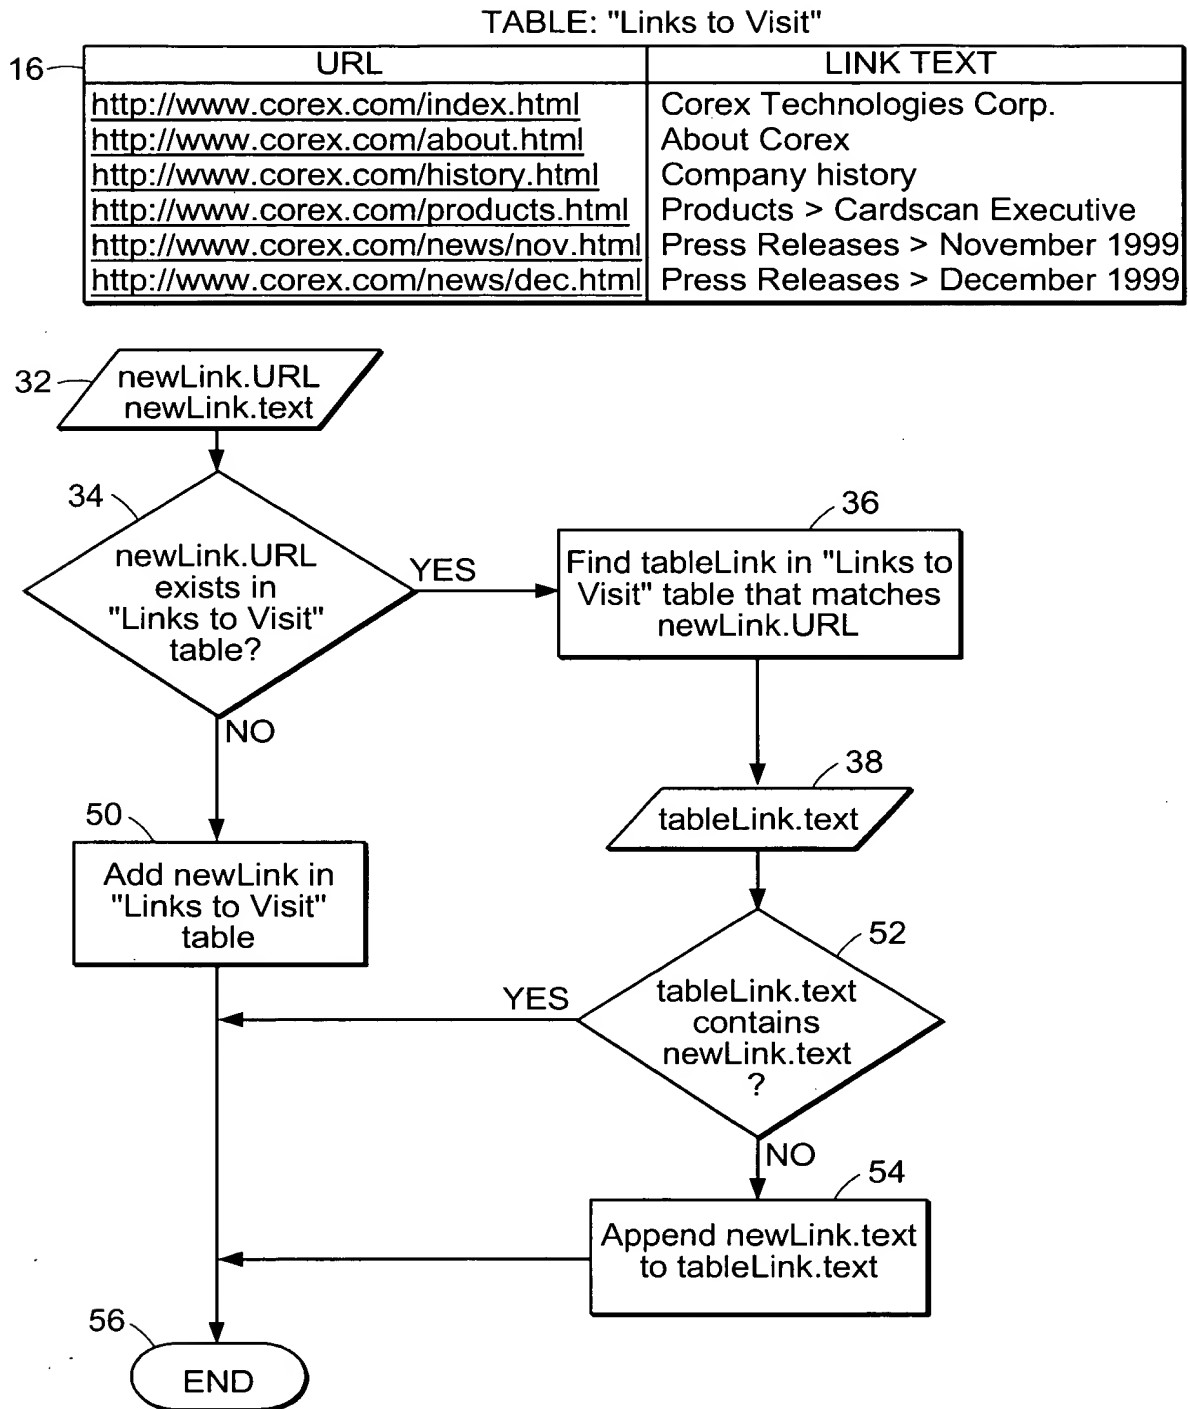 TABLE: "Links to Visit"
16
URL LINK TEXT
http://www.corex.com/index.html Corex Technologies Corp.
http://www.corex.com/about.html About Corex
http://www.corex.com/history.html Company history
http://www.corex.com/products.html Products > Cardscan Executive
http://www.corex.com/news/nov.html Press Releases > November 1999
http://www.corex.com/news/dec.html Press Releases > December 1999
32
newLink.URL
newLink.text
34
newLink.URL
exists in
"Links to Visit"
table?
YES
NO
36
Find tableLink in "Links to
Visit" table that matches
newLink.URL
38
tableLink.text
50
Add newLink in
"Links to Visit"
table
52
tableLink.text
contains
newLink.text
?
YES
NO
54
Append newLink.text
to tableLink.text
56
END